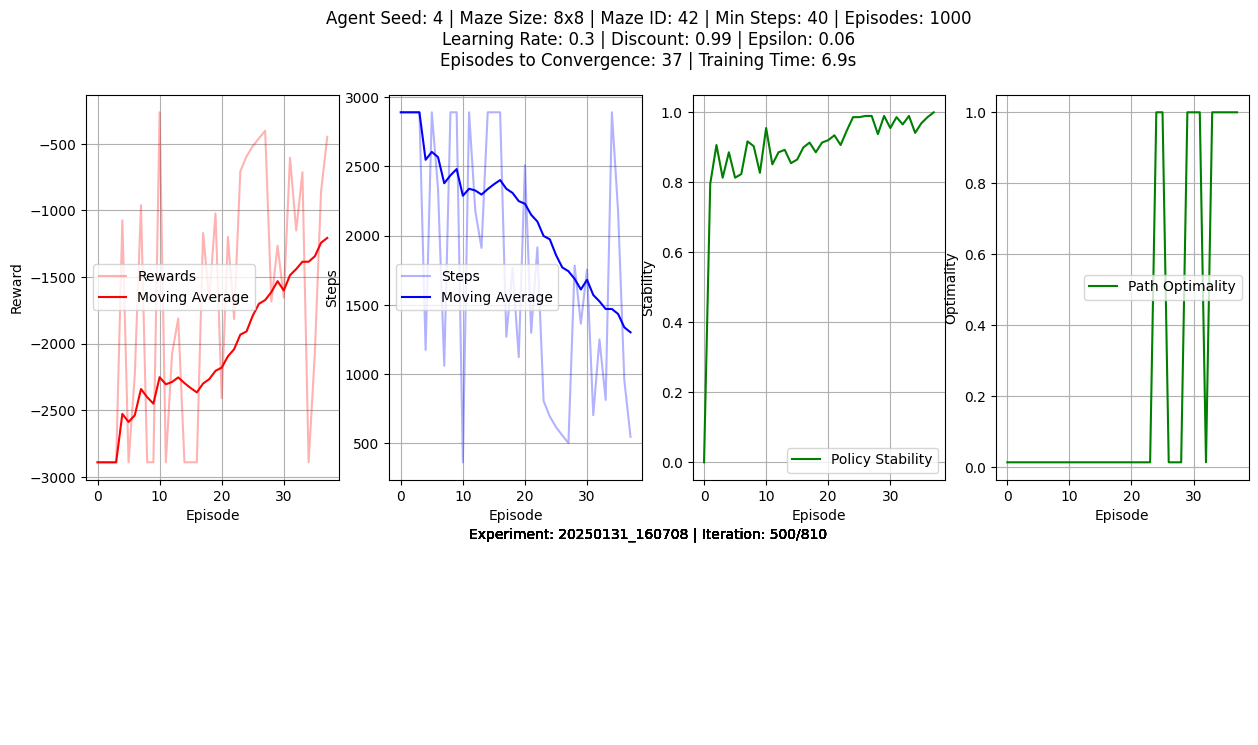 Agent Seed: 4 | Maze Size: 8x8 | Maze ID: 42 | Min Steps: 40 | Episodes: 1000
Learning Rate: 0.3 | Discount: 0.99 | Epsilon: 0.06
Episodes to Convergence: 37 | Training Time: 6.9s
Reward
−500
−1000
−1500
−2000
−2500
−3000
Rewards
Moving Average
0
10
20
30
Episode
Steps
3000
2500
2000
1500
1000
500
Steps
Moving Average
0
10
20
30
Episode
Stability
1.0
0.8
0.6
0.4
0.2
0.0
Policy Stability
0
10
20
30
Episode
Optimality
1.0
0.8
0.6
0.4
0.2
0.0
Path Optimality
0
10
20
30
Episode
Experiment: 20250131_160708 | Iteration: 500/810